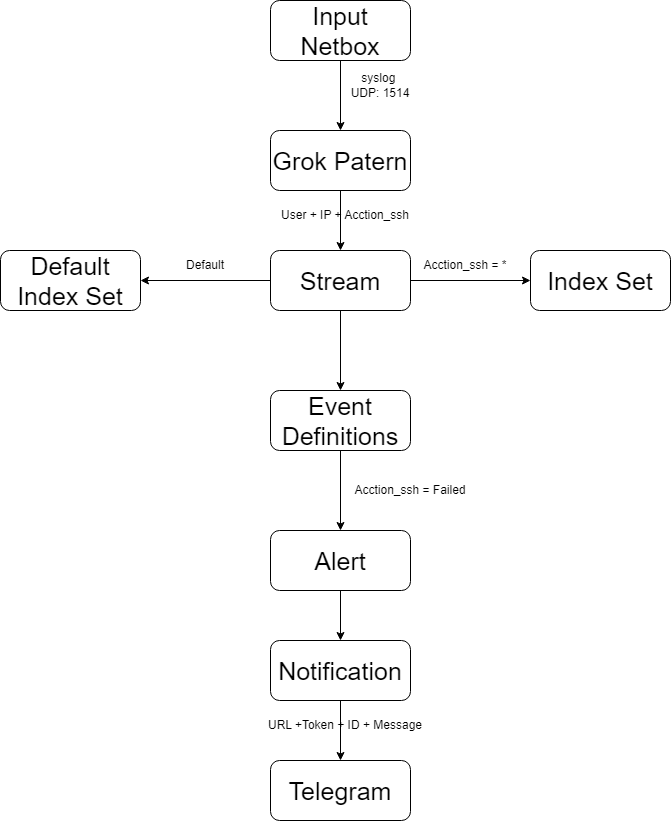 Input
Netbox
syslog
UDP: 1514
Grok Patern
User + IP + Acction_ssh
Default
Index Set
Default
Stream
Acction_ssh = *
Index Set
Event
Definitions
Acction_ssh = Failed
Alert
Notification
URL +Token + ID + Message
Telegram